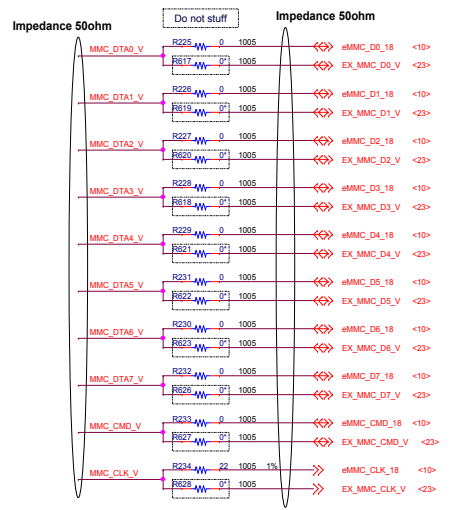 Do not stuff
Impedance 50ohm
Impedance 50ohm
R225 0 1005 eMMC_D0_18 <10>
MMC_DTA0_V
R617 0* 1005 EX_MMC_D0_V <23>
R226 0 1005 eMMC_D1_18 <10>
MMC_DTA1_V
R619 0* 1005 EX_MMC_D1_V <23>
R227 0 1005 eMMC_D2_18 <10>
MMC_DTA2_V
R620 0* 1005 EX_MMC_D2_V <23>
R228 0 1005 eMMC_D3_18 <10>
MMC_DTA3_V
R618 0* 1005 EX_MMC_D3_V <23>
R229 0 1005 eMMC_D4_18 <10>
MMC_DTA4_V
R621 0* 1005 EX_MMC_D4_V <23>
R231 0 1005 eMMC_D5_18 <10>
MMC_DTA5_V
R622 0* 1005 EX_MMC_D5_V <23>
R230 0 1005 eMMC_D6_18 <10>
MMC_DTA6_V
R623 0* 1005 EX_MMC_D6_V <23>
R232 0 1005 eMMC_D7_18 <10>
MMC_DTA7_V
R626 0* 1005 EX_MMC_D7_V <23>
R233 0 1005 eMMC_CMD_18 <10>
MMC_CMD_V
R627 0* 1005 EX_MMC_CMD_V <23>
R234 22 1005 1% eMMC_CLK_18 <10>
MMC_CLK_V
R628 0* 1005 EX_MMC_CLK_V <23>